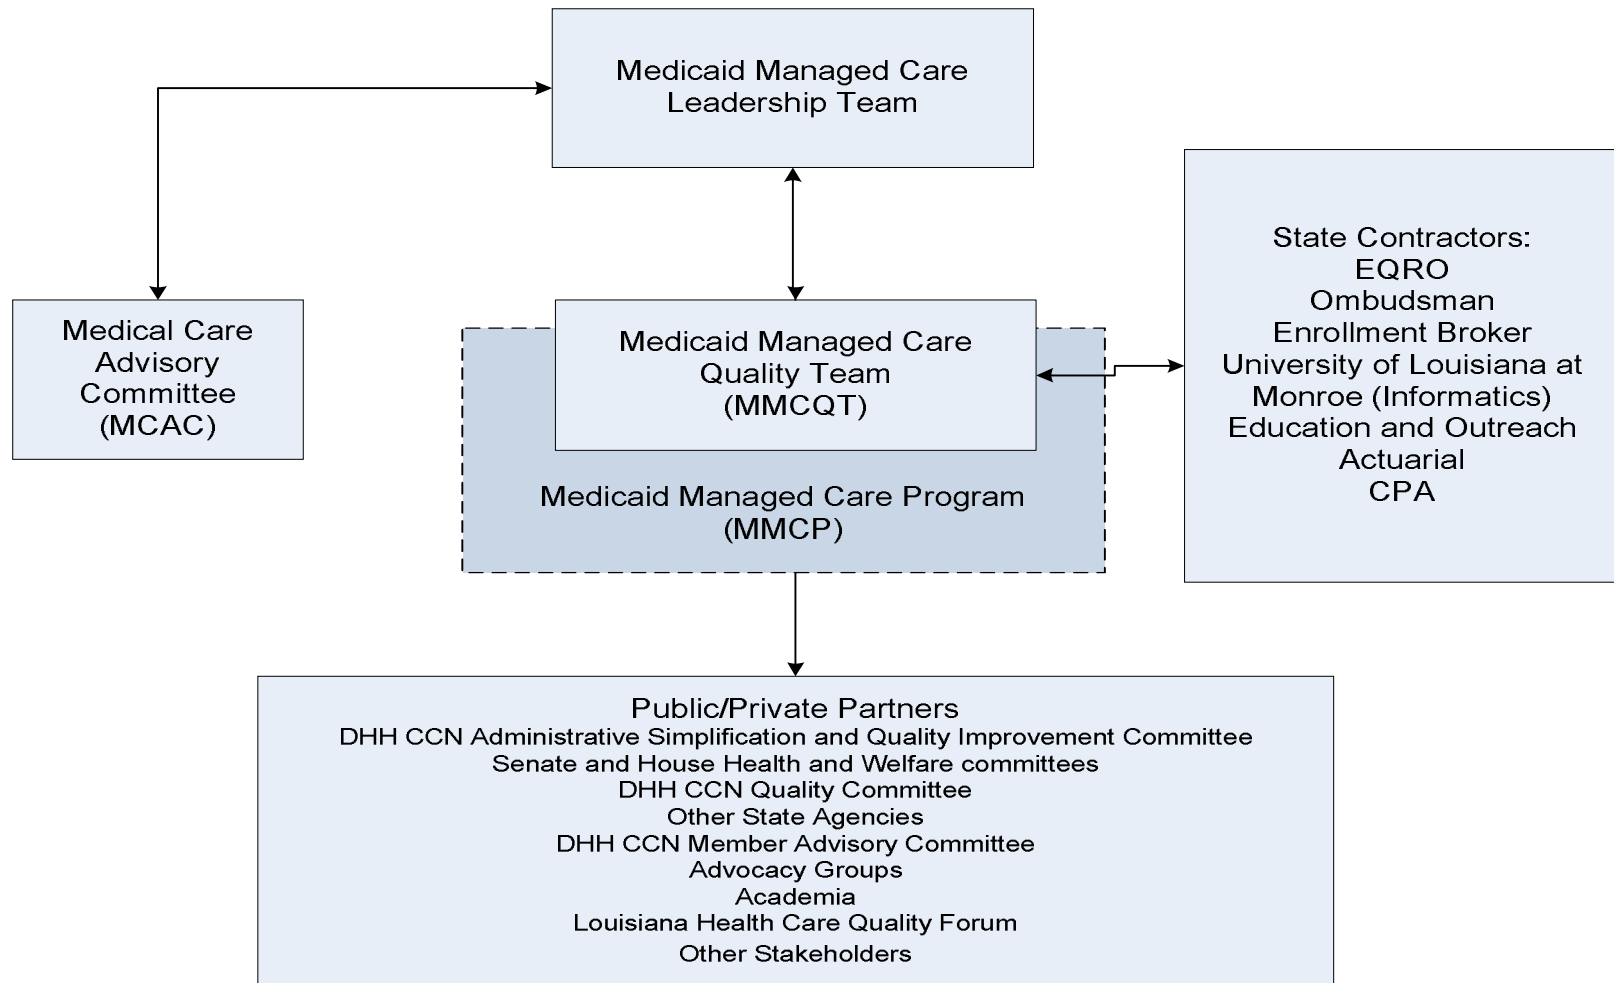 Medicaid Managed Care
Leadership Team
State Contractors:
EQRO
Ombudsman
Enrollment Broker
University of Louisiana at
Monroe (Informatics)
Education and Outreach
Actuarial
CPA
Medical Care
Advisory
Committee
(MCAC)
Medicaid Managed Care
Quality Team
(MMCQT)
Medicaid Managed Care Program
(MMCP)
Public/Private Partners
DHH CCN Administrative Simplification and Quality Improvement Committee
Senate and House Health and Welfare committees
DHH CCN Quality Committee
Other State Agencies
DHH CCN Member Advisory Committee
Advocacy Groups
Academia
Louisiana Health Care Quality Forum
Other Stakeholders